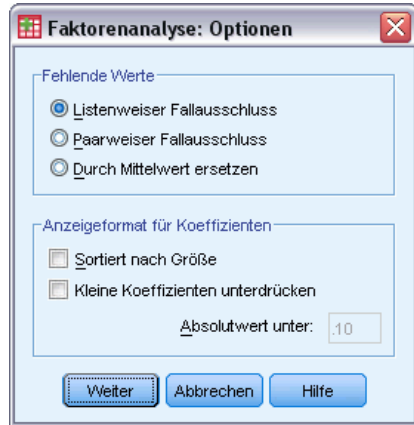 Faktorenanalyse: Optionen
Fehlende Werte
Listenweiser Fallausschluss
Paarweiser Fallausschluss
Durch Mittelwert ersetzen
Anzeigeformat für Koeffizienten
Sortiert nach Größe
Kleine Koeffizienten unterdrücken
Absolutwert unter: .10
Weiter Abbrechen Hilfe